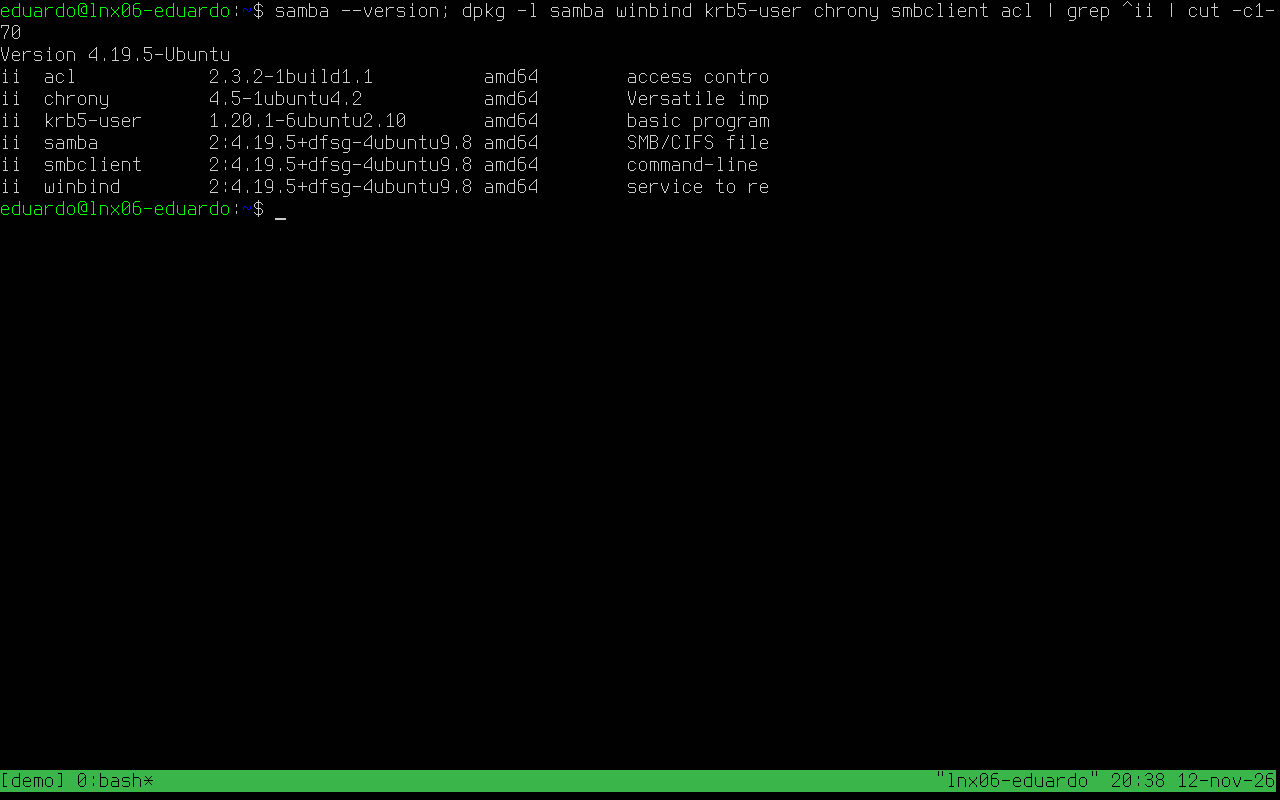 eduardo@lnx06-eduardo:~$ samba --version; dpkg -l samba winbind krb5-user chrony smbclient acl | grep ^ii | cut -c1-
70
Version 4.19.5-Ubuntu
ii  acl            2.3.2-1build1.1          amd64        access contro
ii  chrony         4.5-1ubuntu4.2           amd64        Versatile imp
ii  krb5-user      1.20.1-6ubuntu2.10       amd64        basic program
ii  samba          2:4.19.5+dfsg-4ubuntu9.8 amd64        SMB/CIFS file
ii  smbclient      2:4.19.5+dfsg-4ubuntu9.8 amd64        command-line
ii  winbind        2:4.19.5+dfsg-4ubuntu9.8 amd64        service to re
eduardo@lnx06-eduardo:~$ _
[demo] 0:bash* "lnx06-eduardo" 20:38 12-nov-26